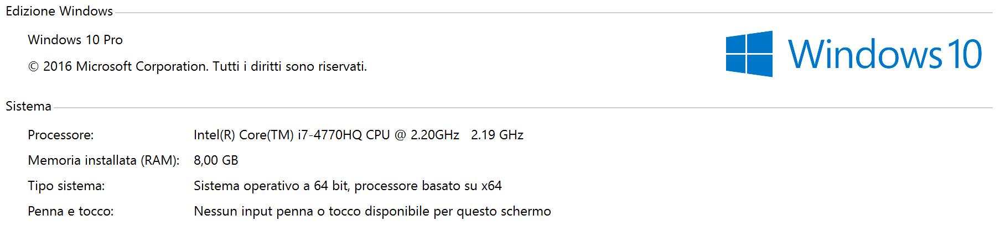 Edizione Windows
Windows 10 Pro
© 2016 Microsoft Corporation. Tutti i diritti sono riservati.
Windows 10
Sistema
Processore: Intel(R) Core(TM) i7-4770HQ CPU @ 2.20GHz 2.19 GHz
Memoria installata (RAM): 8,00 GB
Tipo sistema: Sistema operativo a 64 bit, processore basato su x64
Penna e tocco: Nessun input penna o tocco disponibile per questo schermo